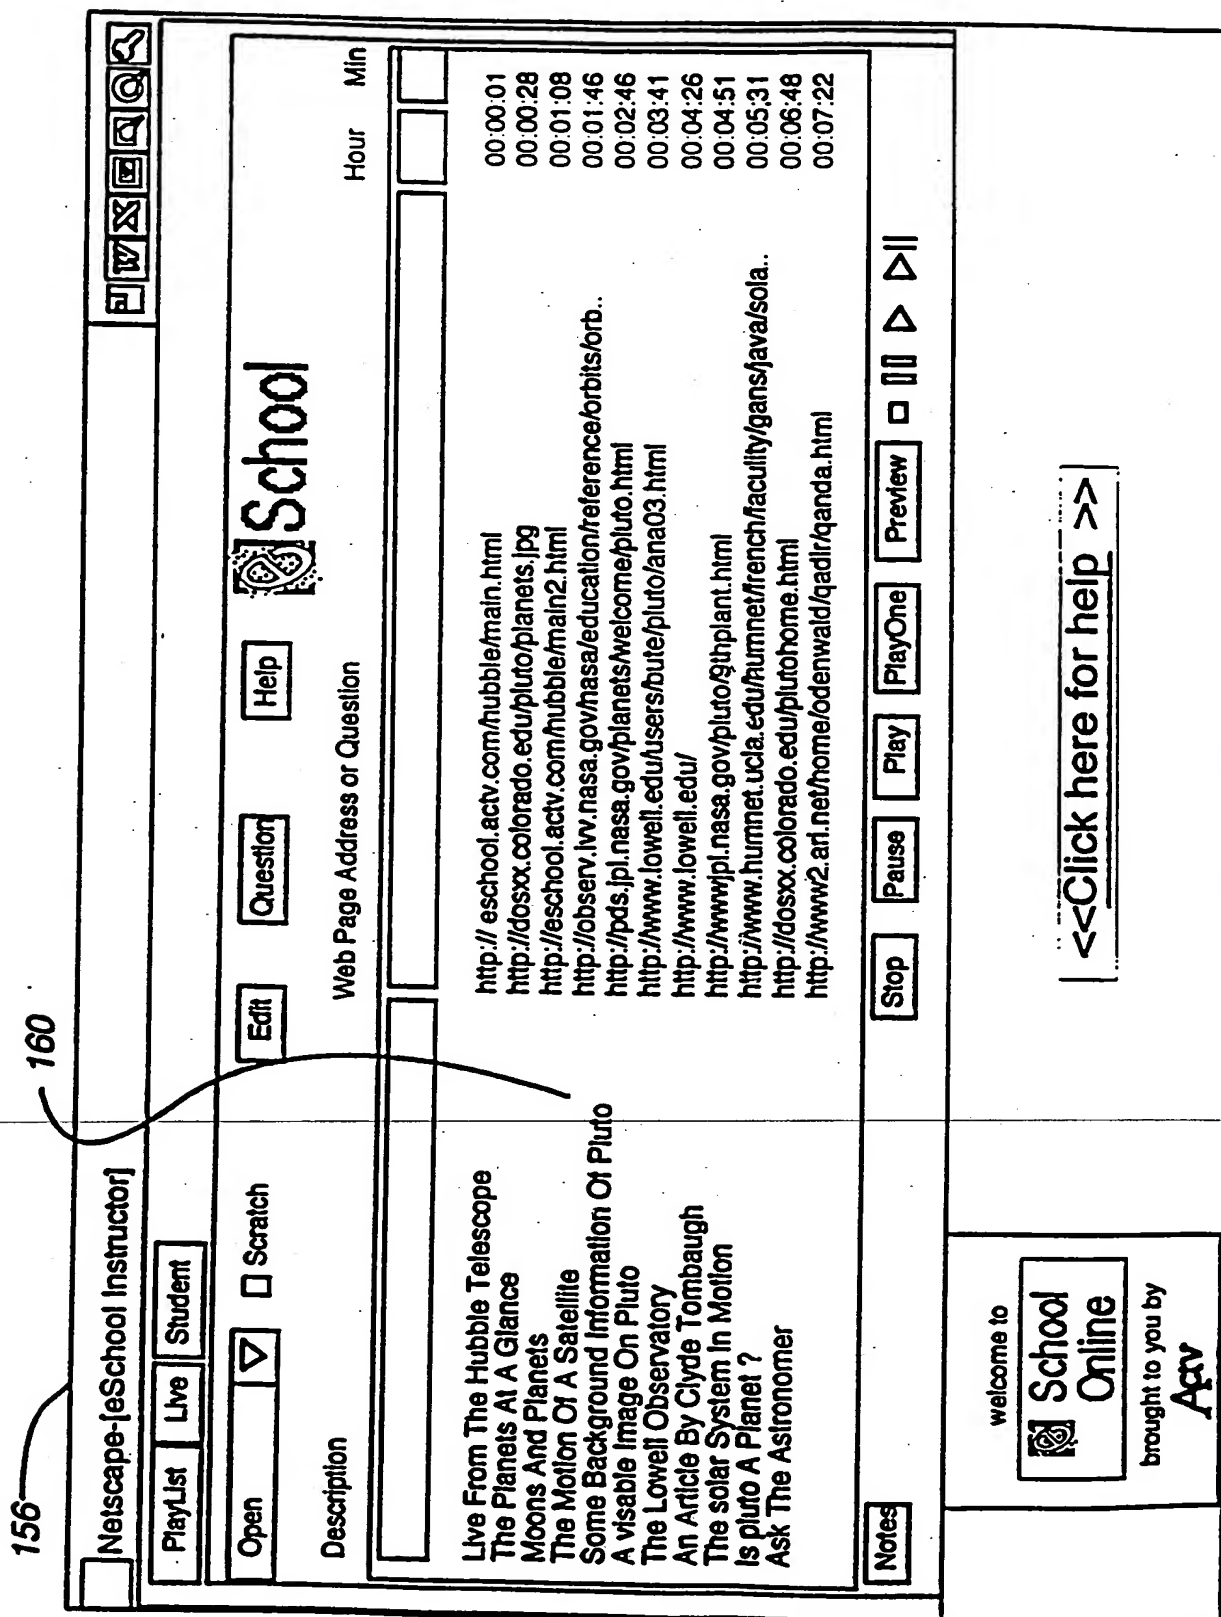 156
160
Netscape-[eSchool Instructor]
PlayList Live Student
Open Scratch Edit Question Help School
Description Web Page Address or Question Hour Min
Live From The Hubble Telescope http:// eschool.actv.com/hubble/main.html 00:00:01
The Planets At A Glance http://dosxx.colorado.edu/pluto/planets.jpg 00:00:28
Moons And Planets http://eschool.actv.com/hubble/main2.html 00:01:08
The Motion Of A Satellite http://observ.ivv.nasa.gov/nasa/education/reference/orbits/orb.. 00:01:46
Some Background Information Of Pluto http://pds.jpl.nasa.gov/planets/welcome/pluto.html 00:02:46
A visable Image On Pluto http://www.lowell.edu/users/bute/pluto/ana03.html 00:03:41
The Lowell Observatory http://www.lowell.edu/ 00:04:26
An Article By Clyde Tombaugh http://wwwjpl.nasa.gov/pluto/9thplant.html 00:04:51
The solar System In Motion http://www.humnet.ucla.edu/humnet/french/faculity/gans/java/sola.. 00:05:31
Is pluto A Planet ? http://dosxx.colorado.edu/plutohome.html 00:06:48
Ask The Astronomer http://www2.ari.net/home/odenwald/qadir/qanda.html 00:07:22
Notes Stop Pause Play PlayOne Preview
welcome to
School
Online
brought to you by
Actv
<<Click here for help >>